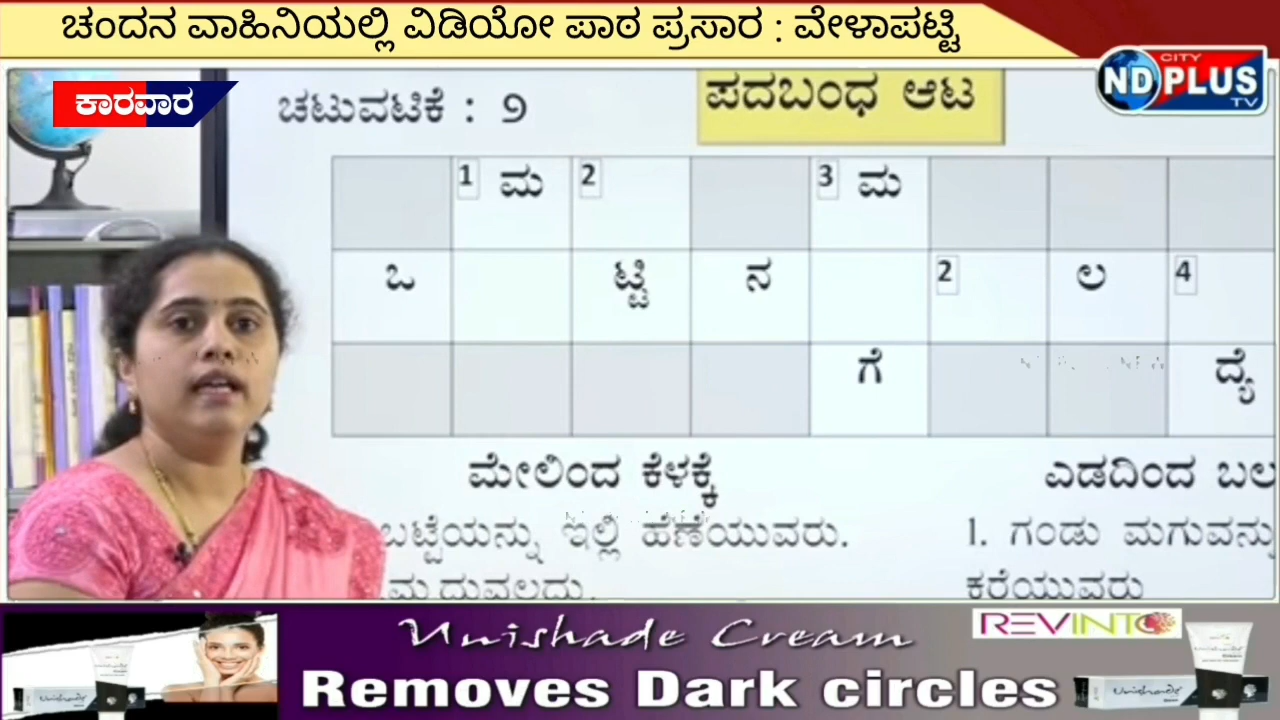 ಚಂದನ ವಾಹಿನಿಯಲ್ಲಿ ವಿಡಿಯೋ ಪಾಠ ಪ್ರಸಾರ : ವೇಳಾಪಟ್ಟಿ
CITY
ND PLUS
TV
ಕಾರವಾರ
ಚಟುವಟಿಕೆ : ೨
ಪದಬಂಧ ಆಟ
1 ಮ 2 3 ಮ
ಒ ಟ್ಟಿ ನ 2 ಲ 4
ಗೆ ದ್ಯೆ
ಮೇಲಿಂದ ಕೆಳಕ್ಕೆ
ಎಡದಿಂದ ಬಲ
ಬಟ್ಟೆಯನ್ನು ಇಲ್ಲಿ ಹೆಣೆಯುವರು.
1. ಗಂಡು ಮಗುವನ್ನು
ಕರೆಯುವರು
Unishade Cream
REVINTO
Removes Dark circles